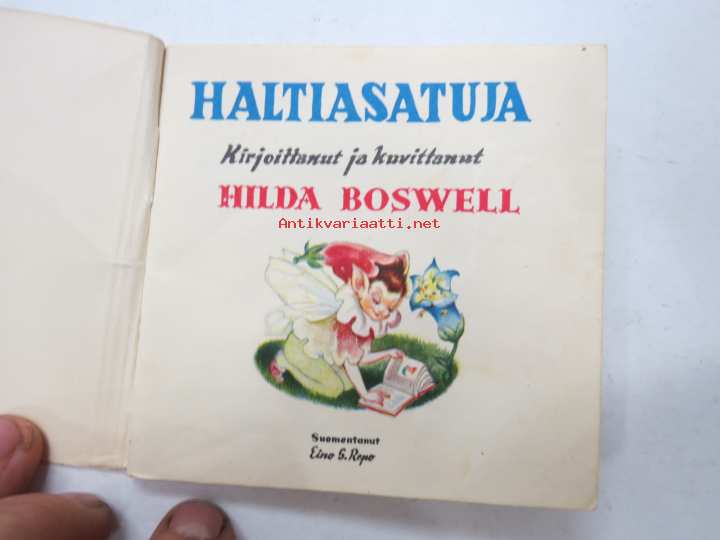 HALTIASATUJA
Kirjoittanut ja kuvittanut
HILDA BOSWELL
Antikvariaatti.net
Suomentanut
Eino S. Repo